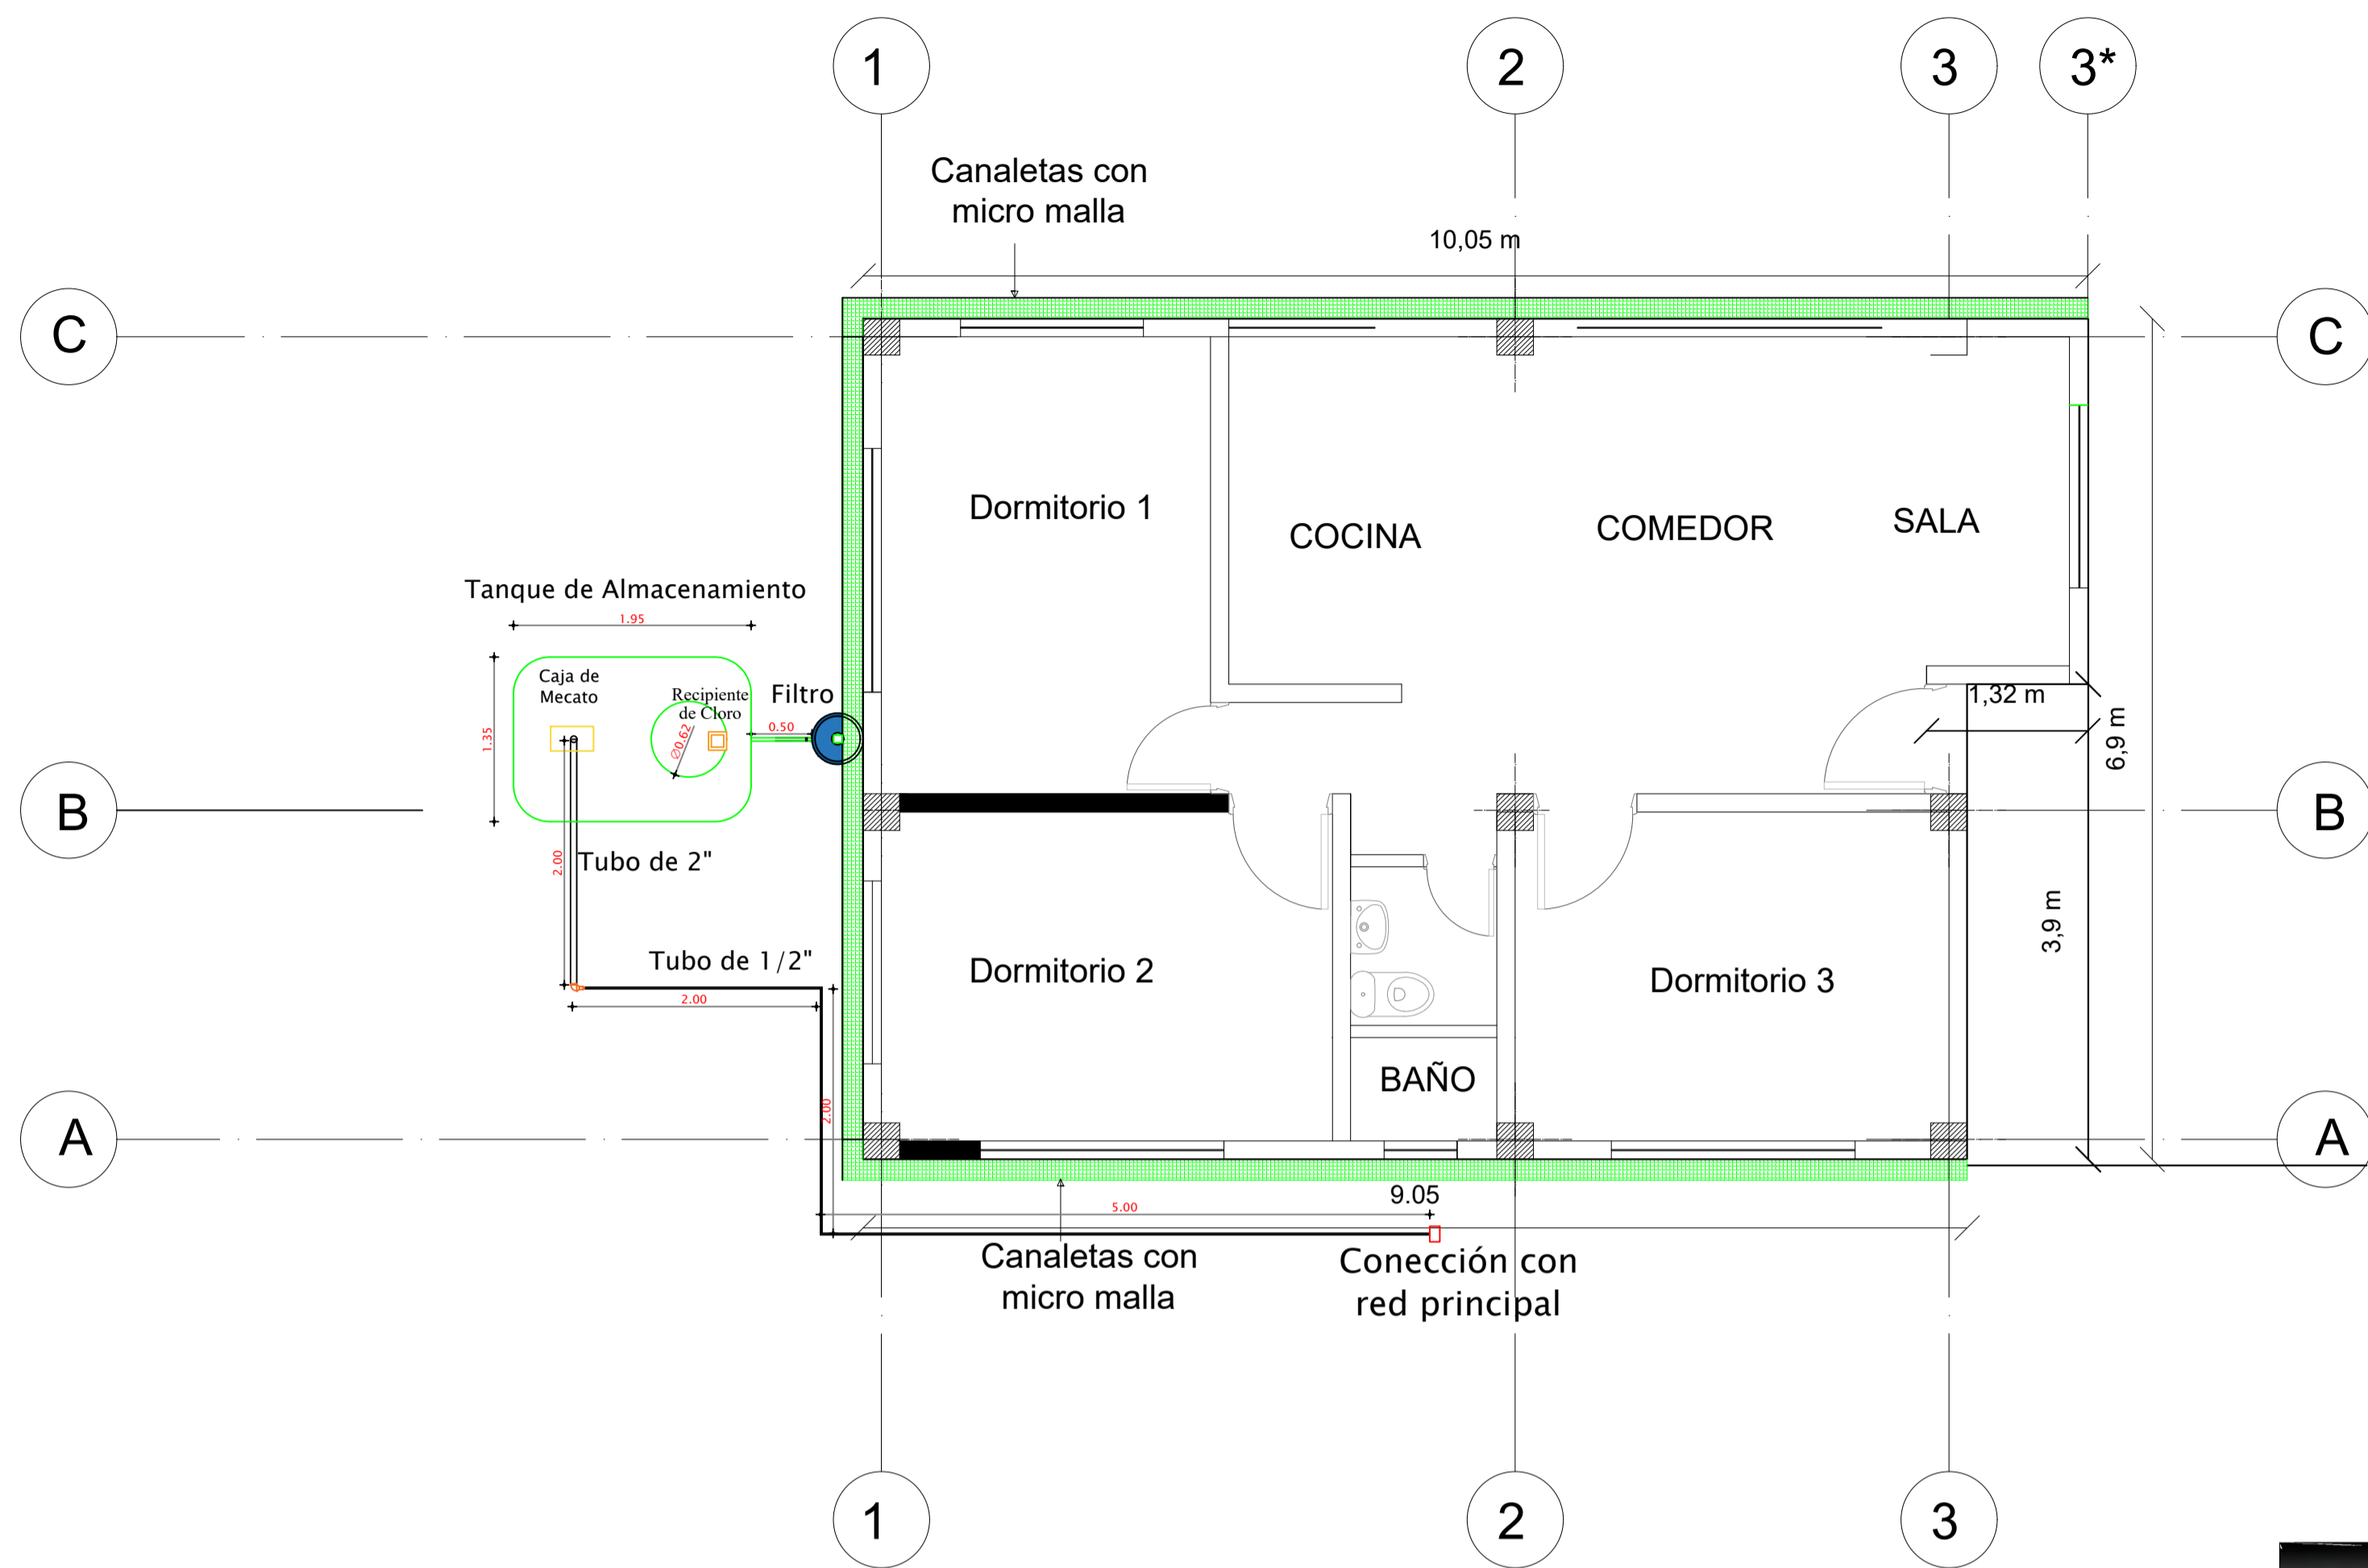 1
2
3
3*
Canaletas con
micro malla
10,05 m
C
C
Dormitorio 1
COCINA
COMEDOR
SALA
Tanque de Almacenamiento
1.95
Caja de
Mecato
Recipiente
de Cloro
Filtro
1,32 m
0.50
1.35
∅0.62
6,9 m
B
B
2.00
Tubo de 2"
3,9 m
Tubo de 1/2"
Dormitorio 2
Dormitorio 3
2.00
BAÑO
2.00
A
A
9.05
5.00
Canaletas con
micro malla
Conección con
red principal
1
2
3